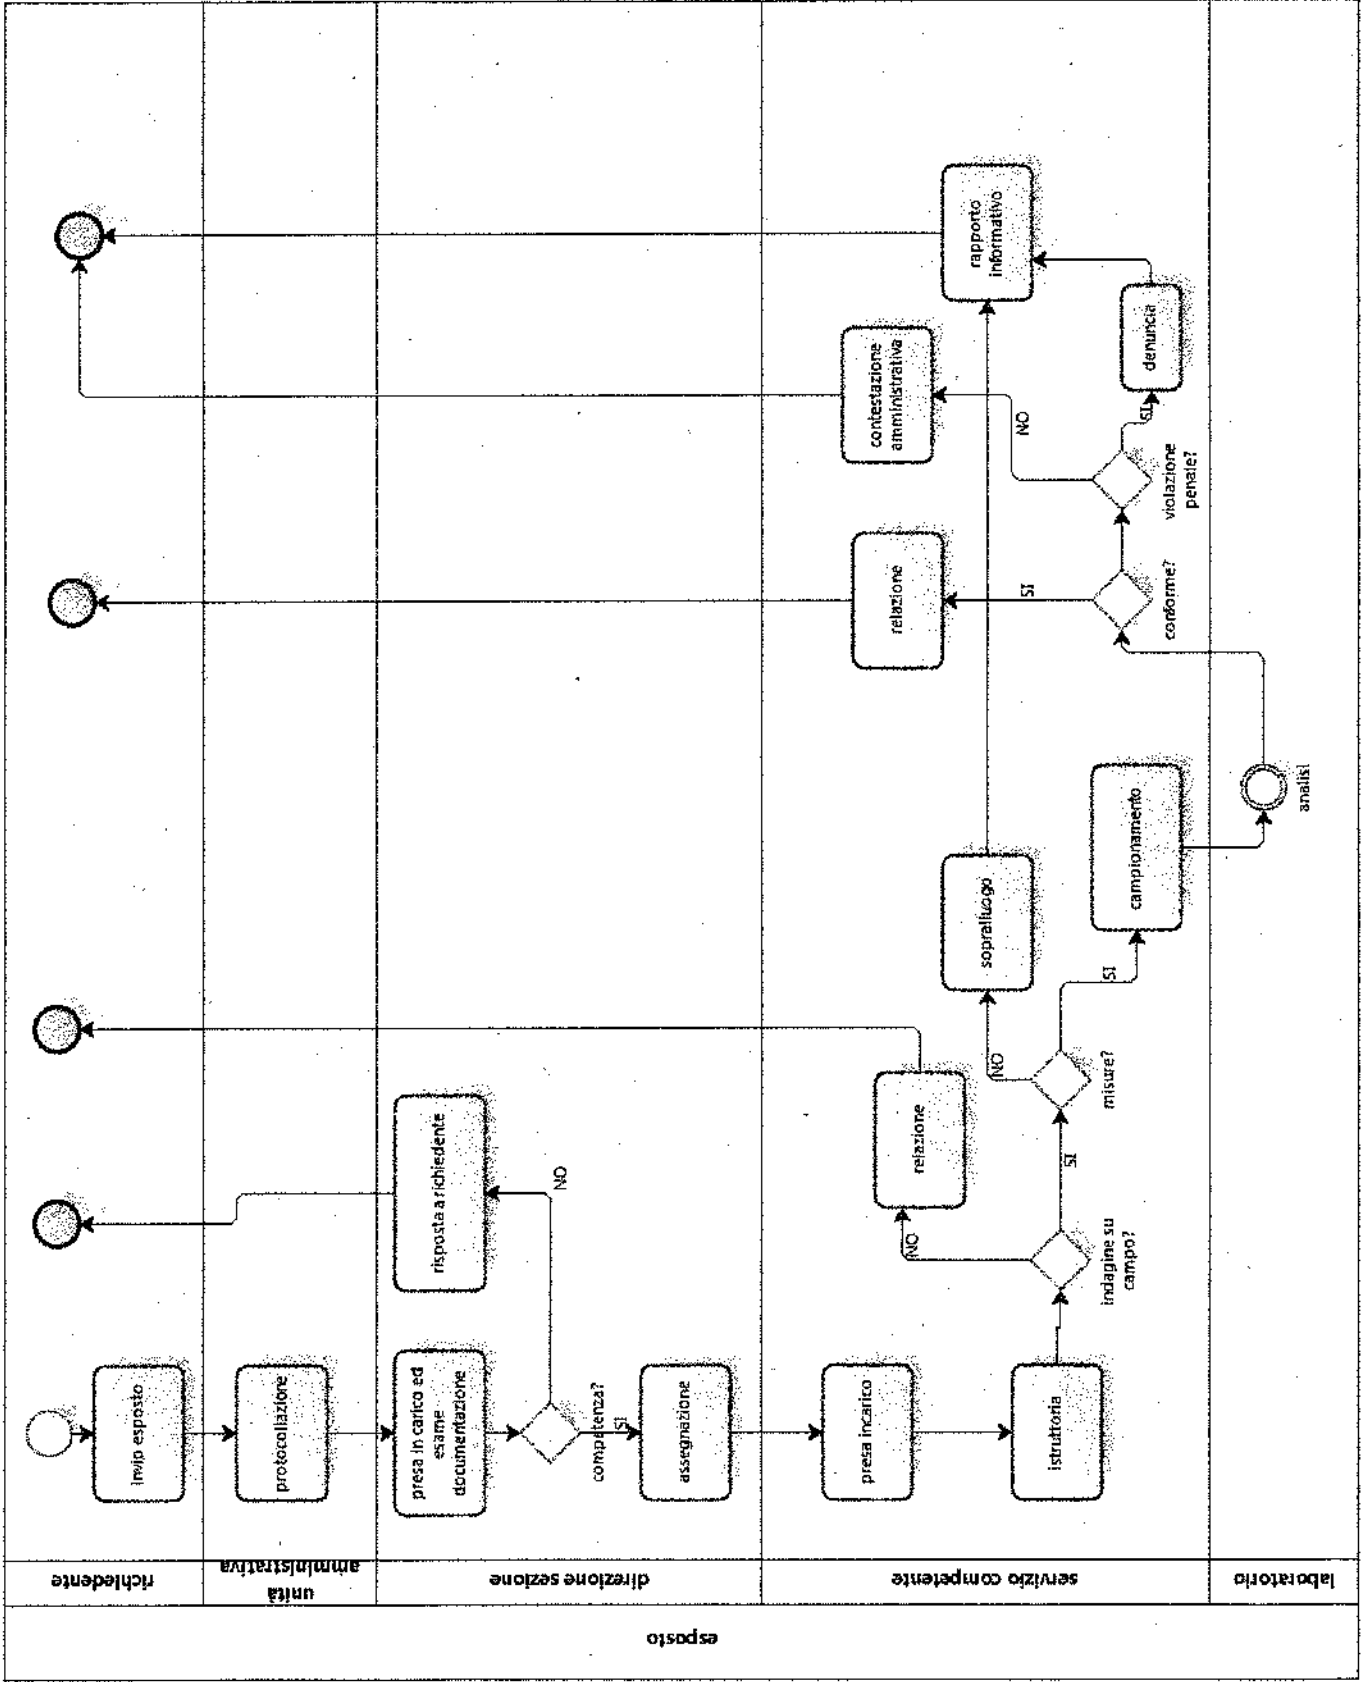 esposto
richiedente
unità
amministrativa
direzione sezione
servizio competente
laboratorio
invio esposto
protocollazione
presa in carico ed
esame
documentazione
competenza?
NO
SI
risposta a richiedente
assegnazione
presa incarico
istruttoria
indagine su
campo?
NO
SI
relazione
misure?
NO
SI
sopralluogo
campionamento
analisi
conforme?
SI
relazione
violazione
penale?
NO
SI
contestazione
amministrativa
denuncia
rapporto
informativo